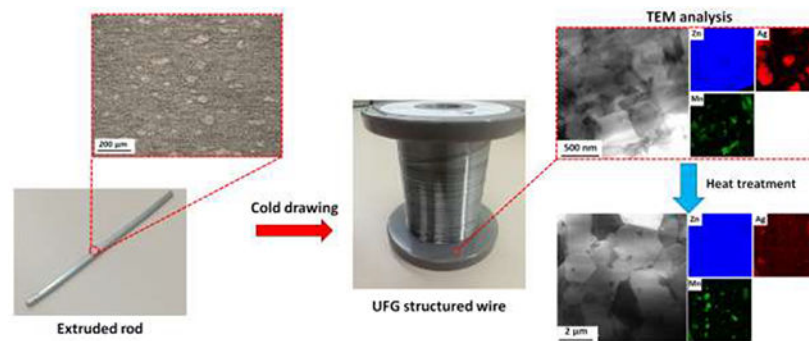 TEM analysis
Zn
Ag
Mn
200 µm
500 nm
Cold drawing
Heat treatment
Zn
Ag
Mn
2 µm
UFG structured wire
Extruded rod